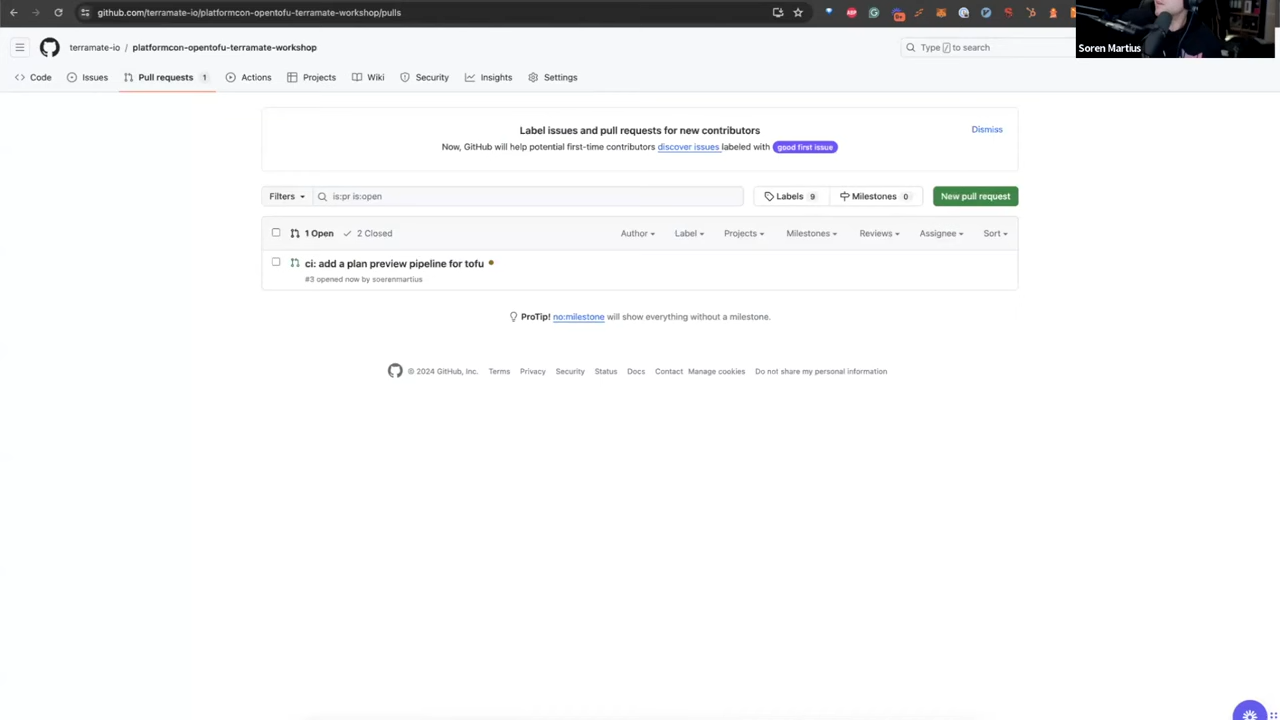 github.com/terramate-io/platformcon-opentofu-terramate-workshop/pulls
Soren Martius
terramate-io / platformcon-opentofu-terramate-workshop
Type / to search
Code Issues Pull requests 1 Actions Projects Wiki Security Insights Settings
Label issues and pull requests for new contributors
Dismiss
Now, GitHub will help potential first-time contributors discover issues labeled with good first issue
Filters is:pr is:open Labels 9 Milestones 0 New pull request
1 Open 2 Closed Author Label Projects Milestones Reviews Assignee Sort
ci: add a plan preview pipeline for tofu
#3 opened now by soerenmartius
ProTip! no:milestone will show everything without a milestone.
© 2024 GitHub, Inc. Terms Privacy Security Status Docs Contact Manage cookies Do not share my personal information